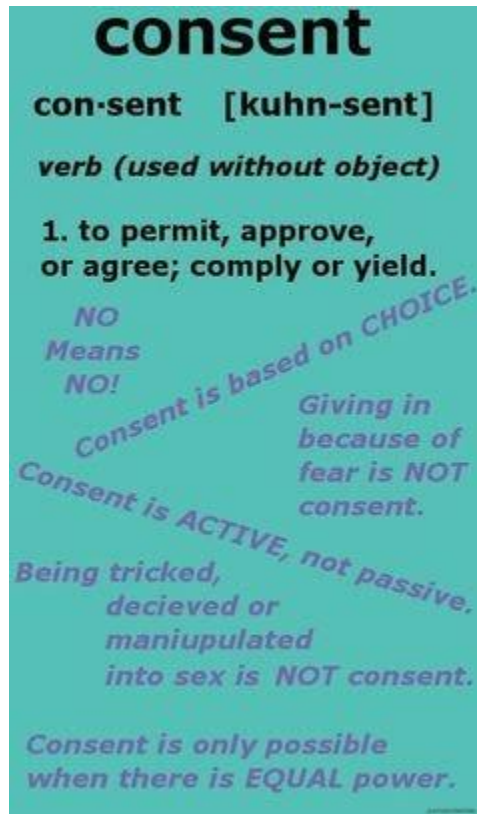 consent
con·sent [kuhn-sent]
verb (used without object)
1. to permit, approve,
or agree; comply or yield.
NO
Means
NO!
Consent is based on CHOICE.
Giving in
because of
fear is NOT
consent.
Consent is ACTIVE, not passive.
Being tricked,
decieved or
maniupulated
into sex is NOT consent.
Consent is only possible
when there is EQUAL power.